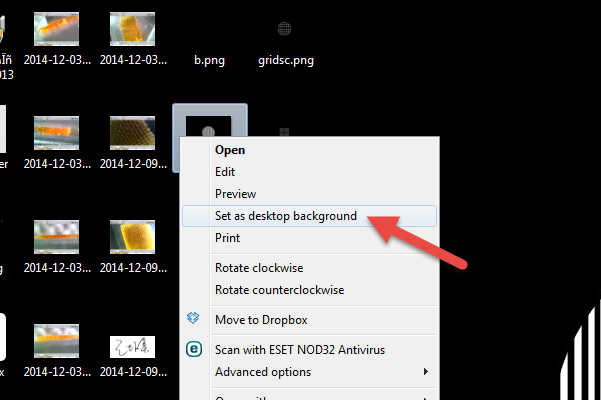 2014-12-03... 2014-12-03... b.png gridsc.png
2013
er 2014-12-03... 2014-12-09...
Open
Edit
Preview
Set as desktop background
Print
g 2014-12-03... 2014-12-09...
Rotate clockwise
Rotate counterclockwise
Move to Dropbox
Scan with ESET NOD32 Antivirus
x 2014-12-03... 2014-12-09...
Advanced options